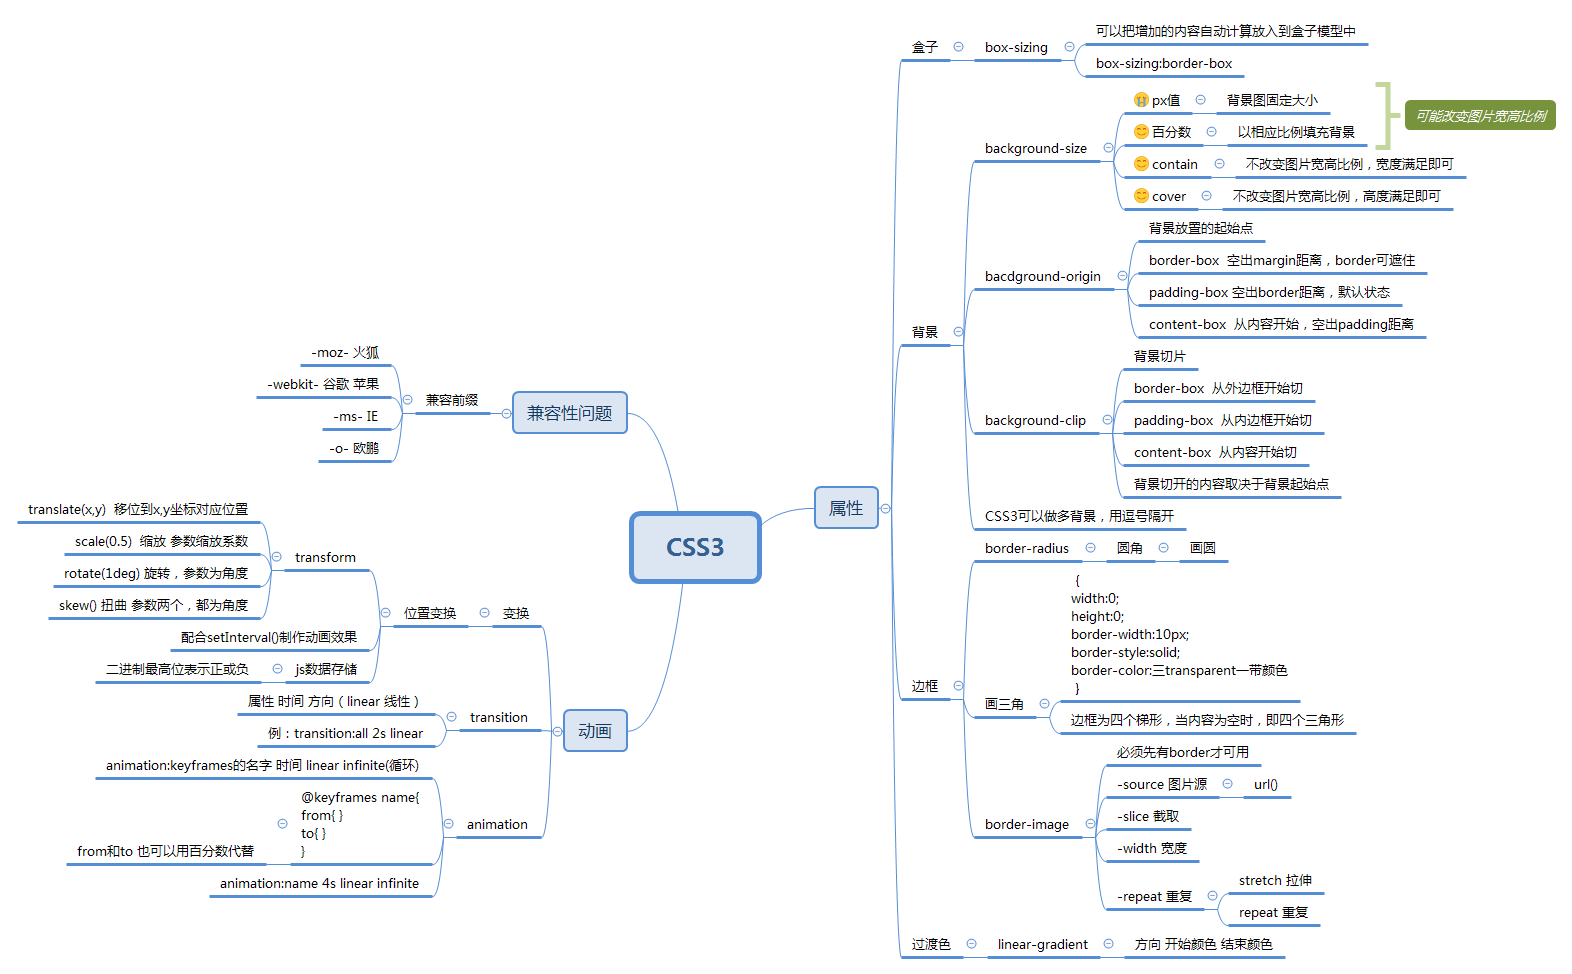 CSS3
兼容性问题
兼容前缀
-moz- 火狐
-webkit- 谷歌 苹果
-ms- IE
-o- 欧鹏
动画
变换
位置变换
transform
translate(x,y)  移位到x,y坐标对应位置
scale(0.5)  缩放 参数缩放系数
rotate(1deg) 旋转，参数为角度
skew() 扭曲 参数两个，都为角度
配合setInterval()制作动画效果
js数据存储
二进制最高位表示正或负
transition
属性 时间 方向（linear 线性）
例：transition:all 2s linear
animation
animation:keyframes的名字 时间 linear infinite(循环)
@keyframes name{
from{ }
to{ }
}
from和to 也可以用百分数代替
animation:name 4s linear infinite
属性
盒子
box-sizing
可以把增加的内容自动计算放入到盒子模型中
box-sizing:border-box
背景
background-size
px值
背景图固定大小
百分数
以相应比例填充背景
可能改变图片宽高比例
contain
不改变图片宽高比例，宽度满足即可
cover
不改变图片宽高比例，高度满足即可
bacdground-origin
背景放置的起始点
border-box  空出margin距离，border可遮住
padding-box 空出border距离，默认状态
content-box  从内容开始，空出padding距离
background-clip
背景切片
border-box  从外边框开始切
padding-box  从内边框开始切
content-box  从内容开始切
背景切开的内容取决于背景起始点
CSS3可以做多背景，用逗号隔开
边框
border-radius
圆角
画圆
画三角
{
width:0;
height:0;
border-width:10px;
border-style:solid;
border-color:三transparent一带颜色
}
边框为四个梯形，当内容为空时，即四个三角形
border-image
必须先有border才可用
-source 图片源
url()
-slice 截取
-width 宽度
-repeat 重复
stretch 拉伸
repeat 重复
过渡色
linear-gradient
方向 开始颜色 结束颜色